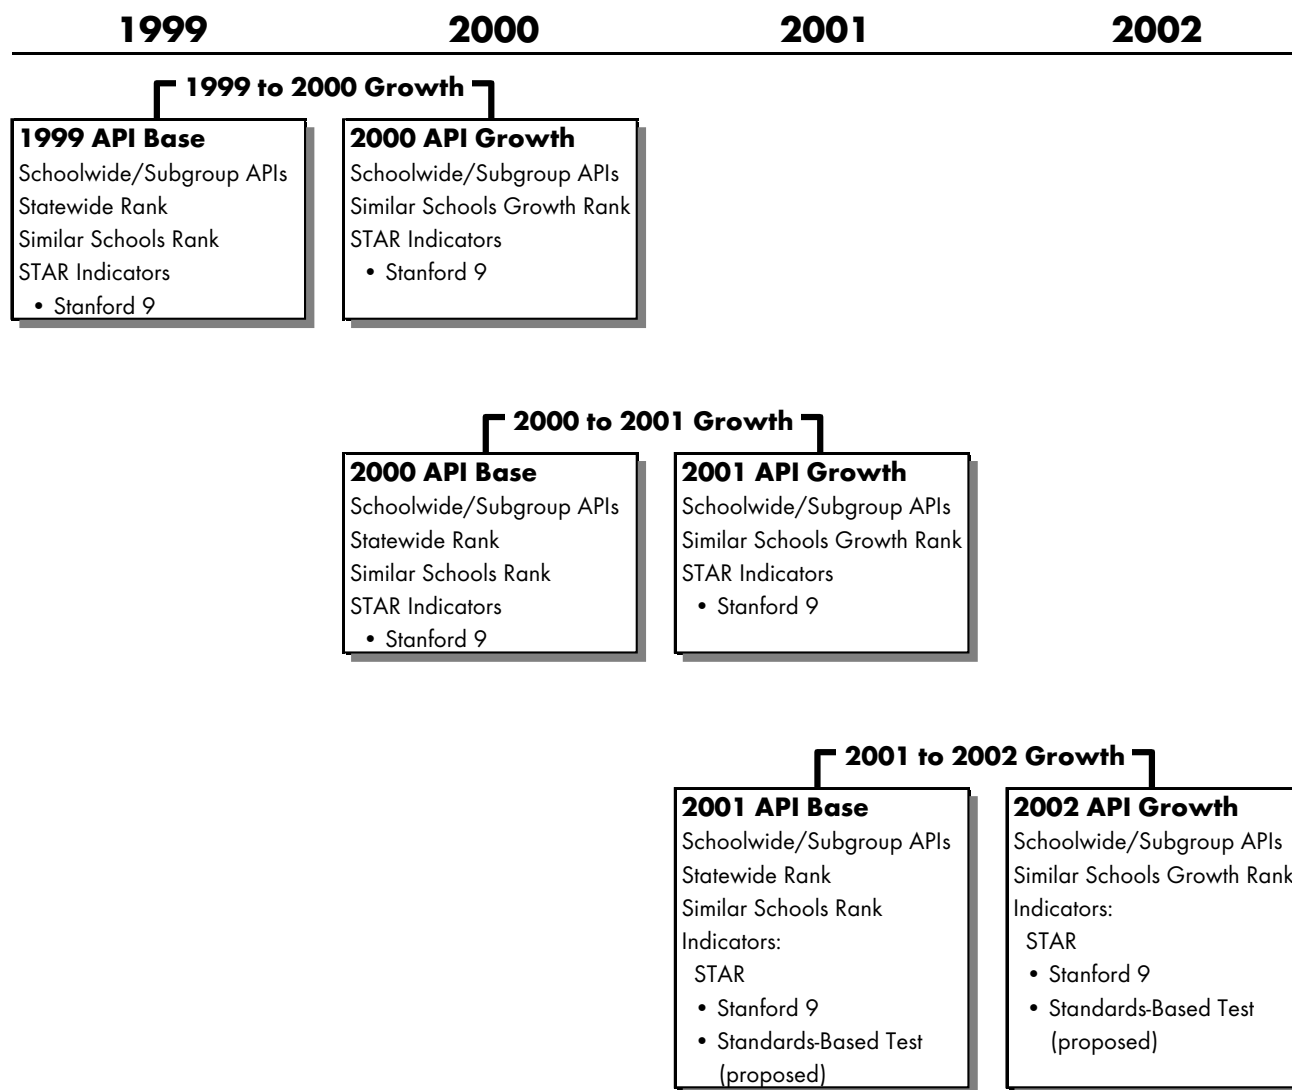 1999 2000 2001 2002
1999 to 2000 Growth
1999 API Base
Schoolwide/Subgroup APIs
Statewide Rank
Similar Schools Rank
STAR Indicators
• Stanford 9
2000 API Growth
Schoolwide/Subgroup APIs
Similar Schools Growth Rank
STAR Indicators
• Stanford 9
2000 to 2001 Growth
2000 API Base
Schoolwide/Subgroup APIs
Statewide Rank
Similar Schools Rank
STAR Indicators
• Stanford 9
2001 API Growth
Schoolwide/Subgroup APIs
Similar Schools Growth Rank
STAR Indicators
• Stanford 9
2001 to 2002 Growth
2001 API Base
Schoolwide/Subgroup APIs
Statewide Rank
Similar Schools Rank
Indicators:
STAR
• Stanford 9
• Standards-Based Test
(proposed)
2002 API Growth
Schoolwide/Subgroup APIs
Similar Schools Growth Rank
Indicators:
STAR
• Stanford 9
• Standards-Based Test
(proposed)